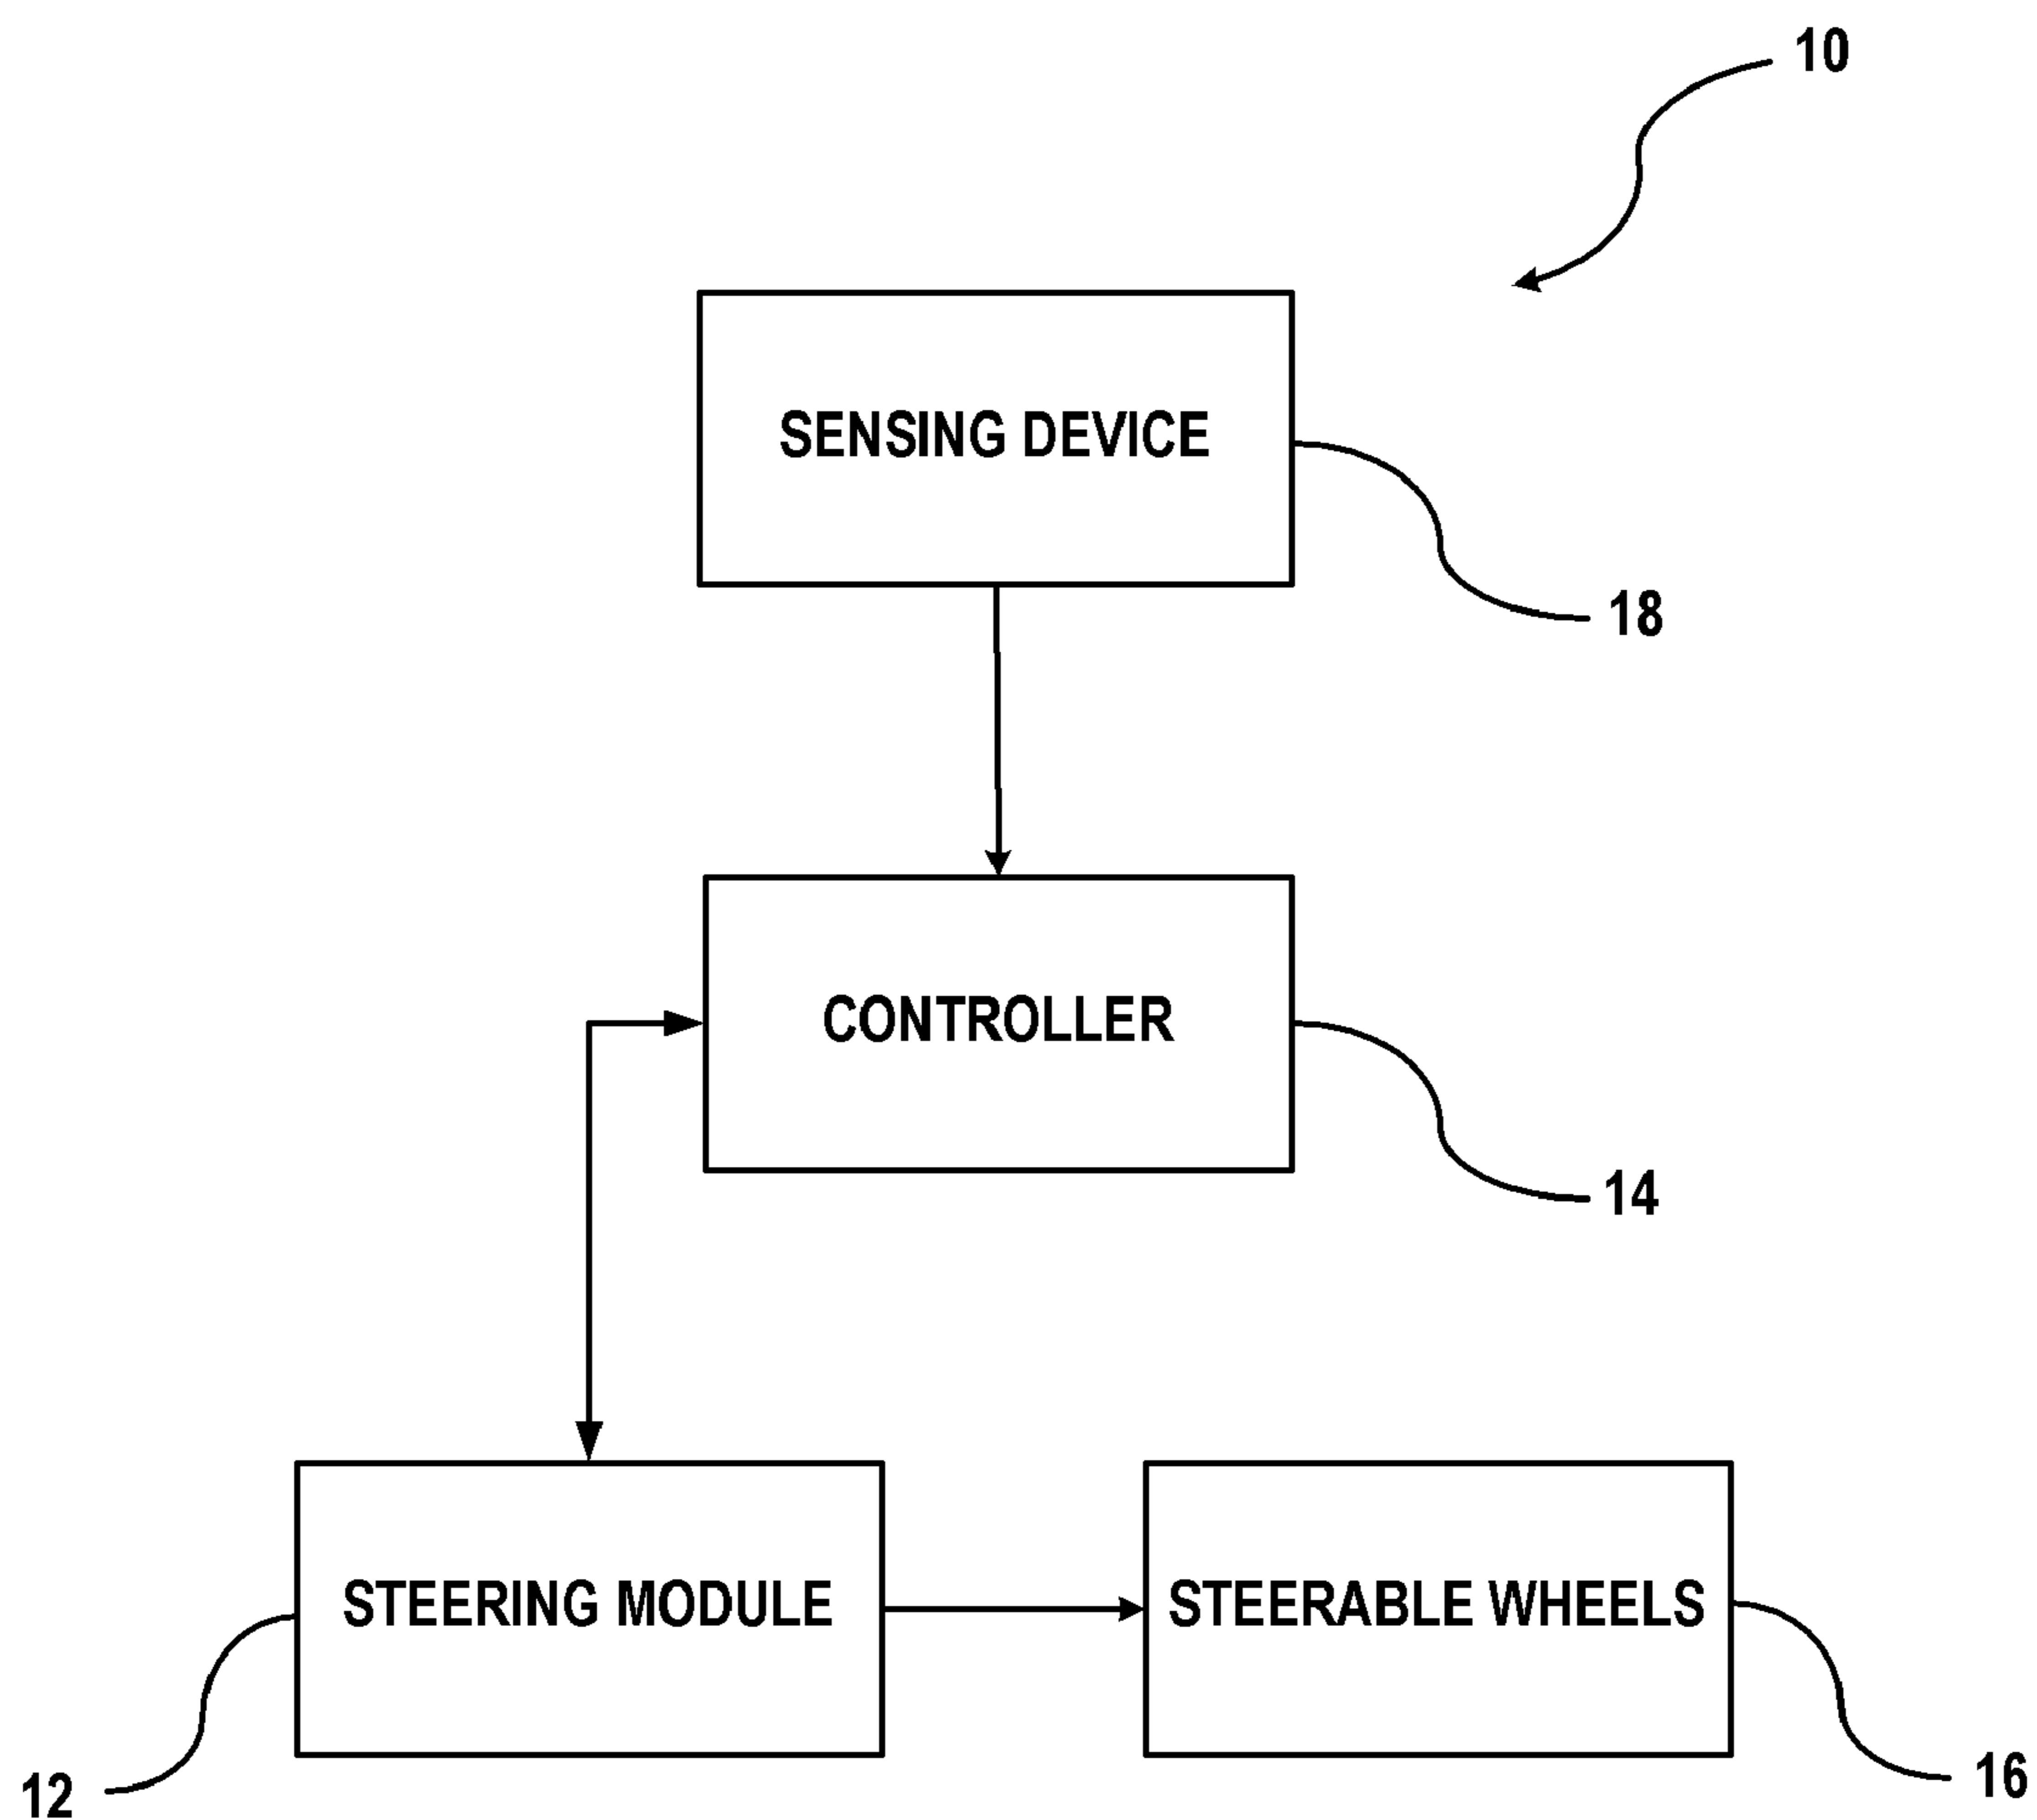 10
SENSING DEVICE
18
CONTROLLER
14
STEERING MODULE
STEERABLE WHEELS
12
16